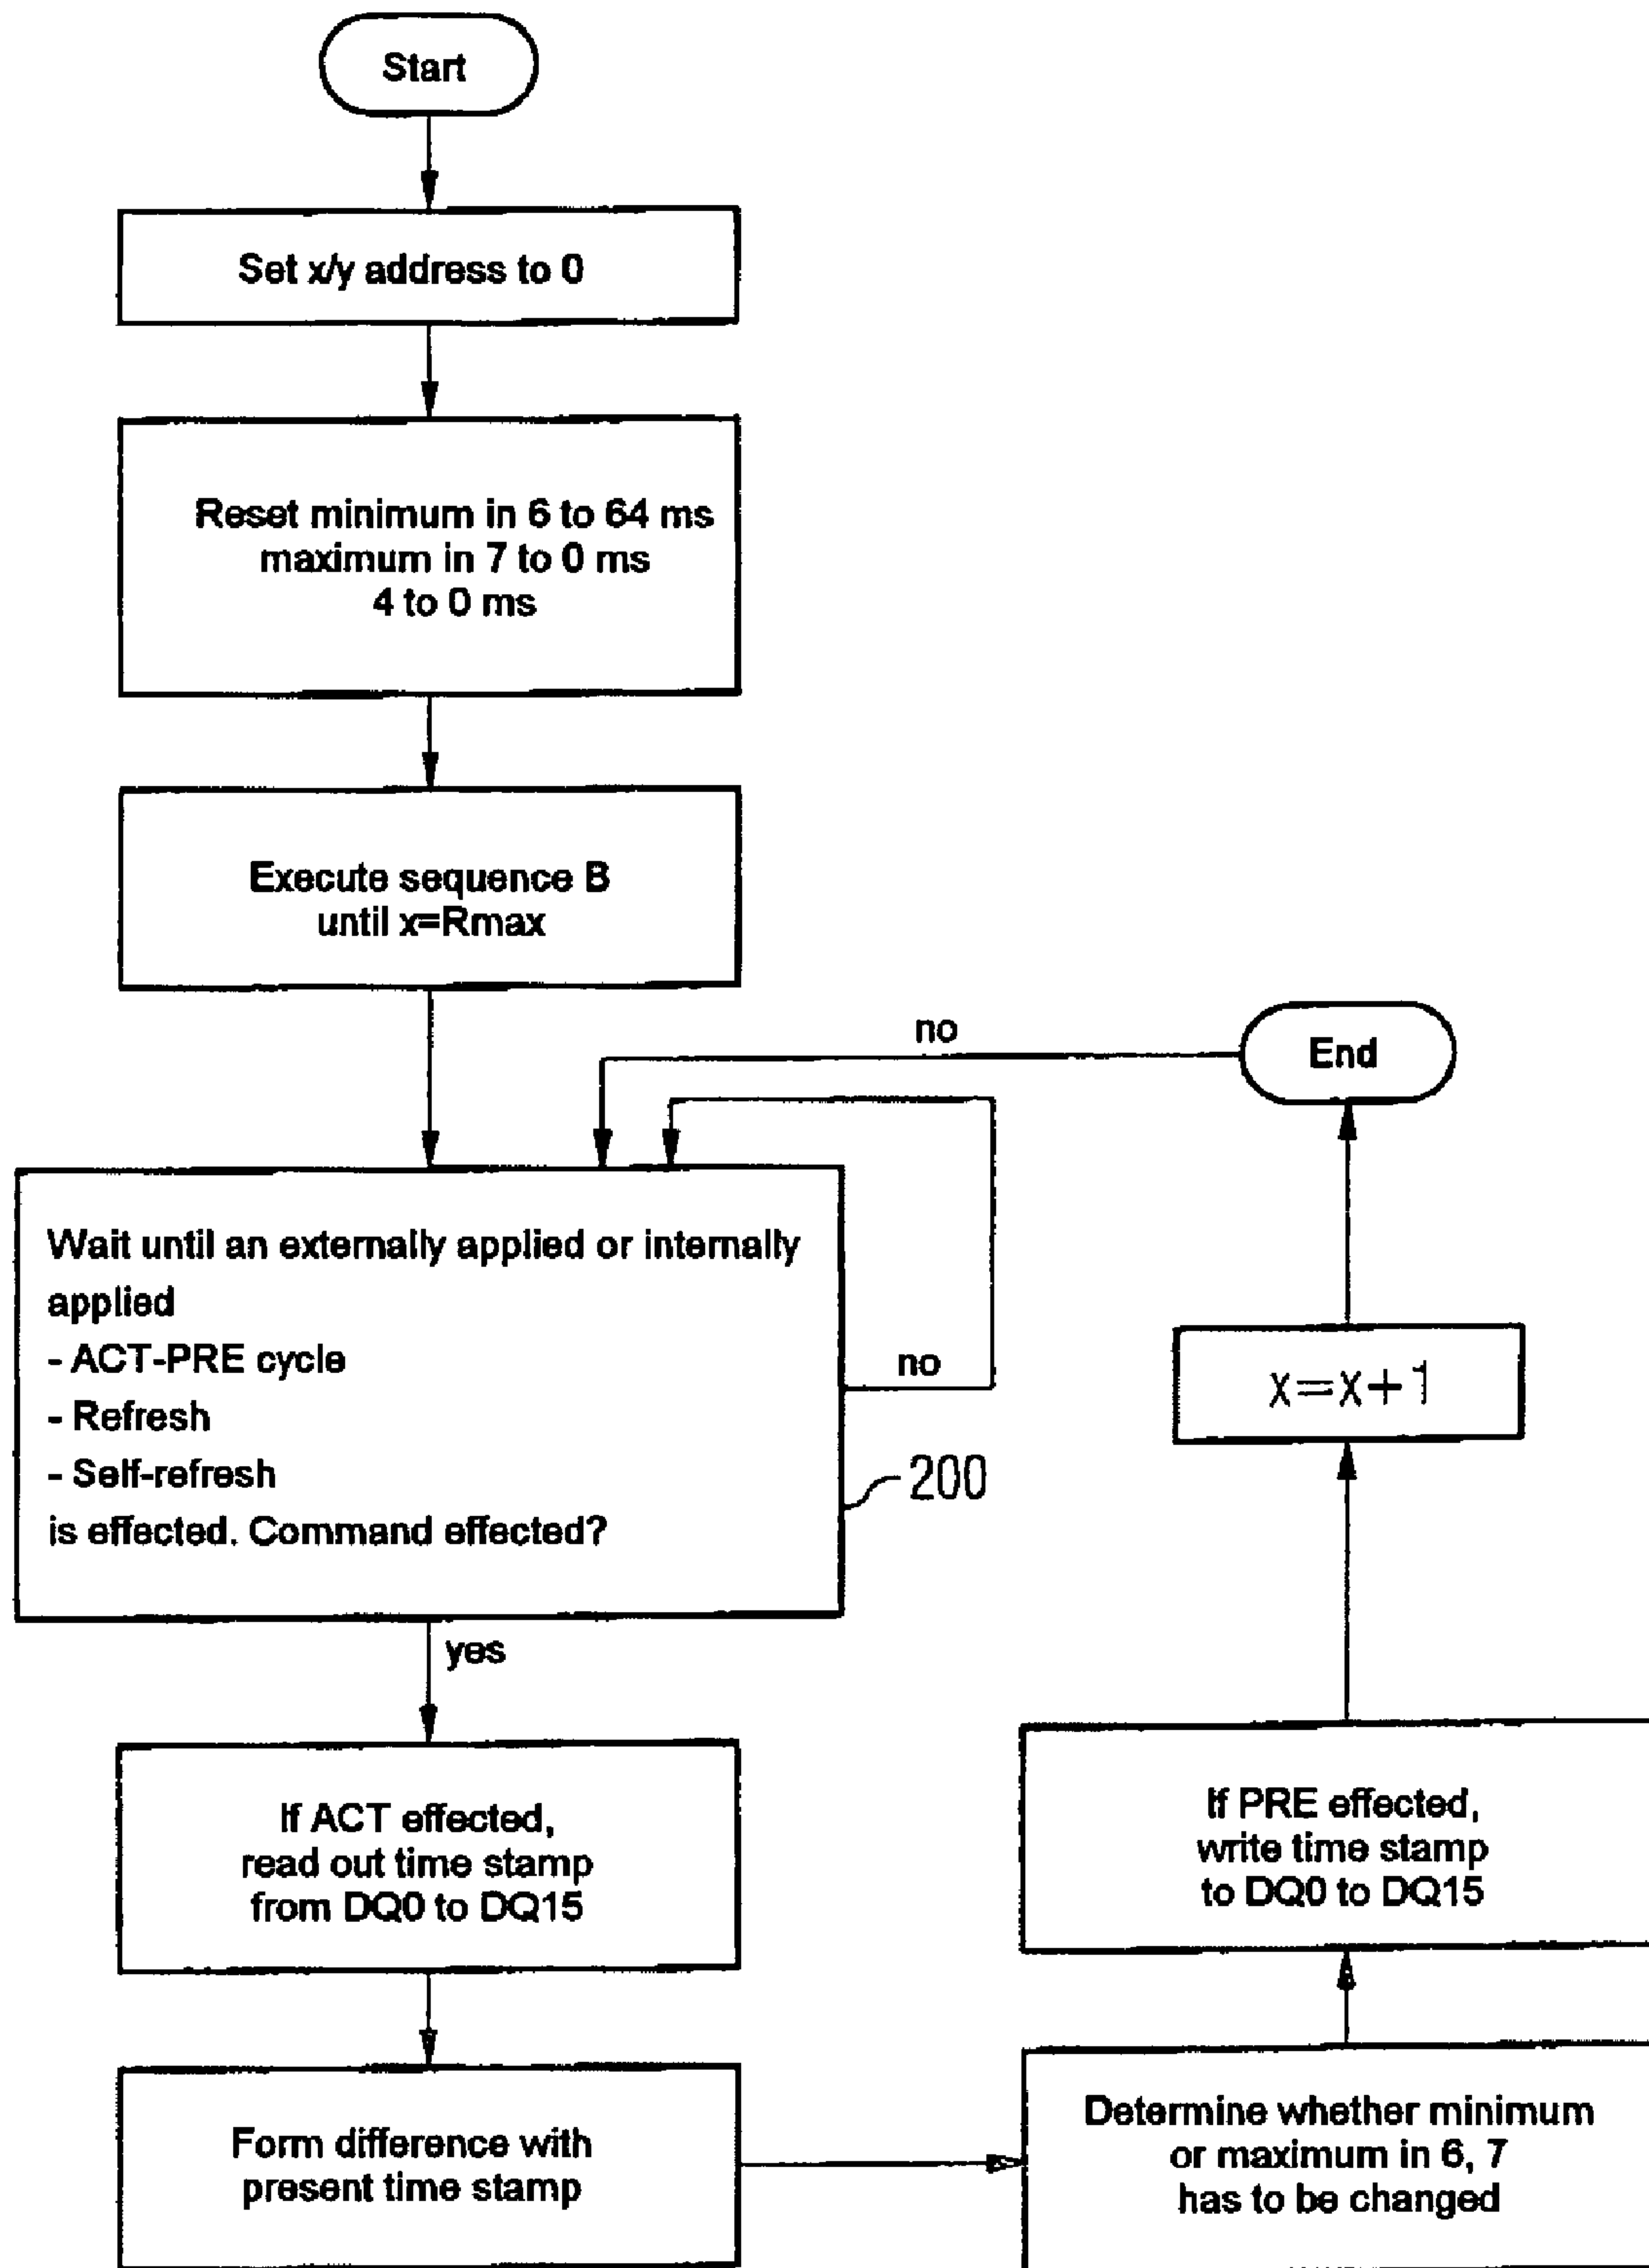 Start
Set x/y address to 0
Reset minimum in 6 to 64 ms
maximum in 7 to 0 ms
4 to 0 ms
Execute sequence B
until x=Rmax
no
End
Wait until an externally applied or internally
applied
- ACT-PRE cycle
- Refresh
- Self-refresh
is effected. Command effected?
no
200
yes
x=x+1
If ACT effected,
read out time stamp
from DQ0 to DQ15
If PRE effected,
write time stamp
to DQ0 to DQ15
Form difference with
present time stamp
Determine whether minimum
or maximum in 6, 7
has to be changed